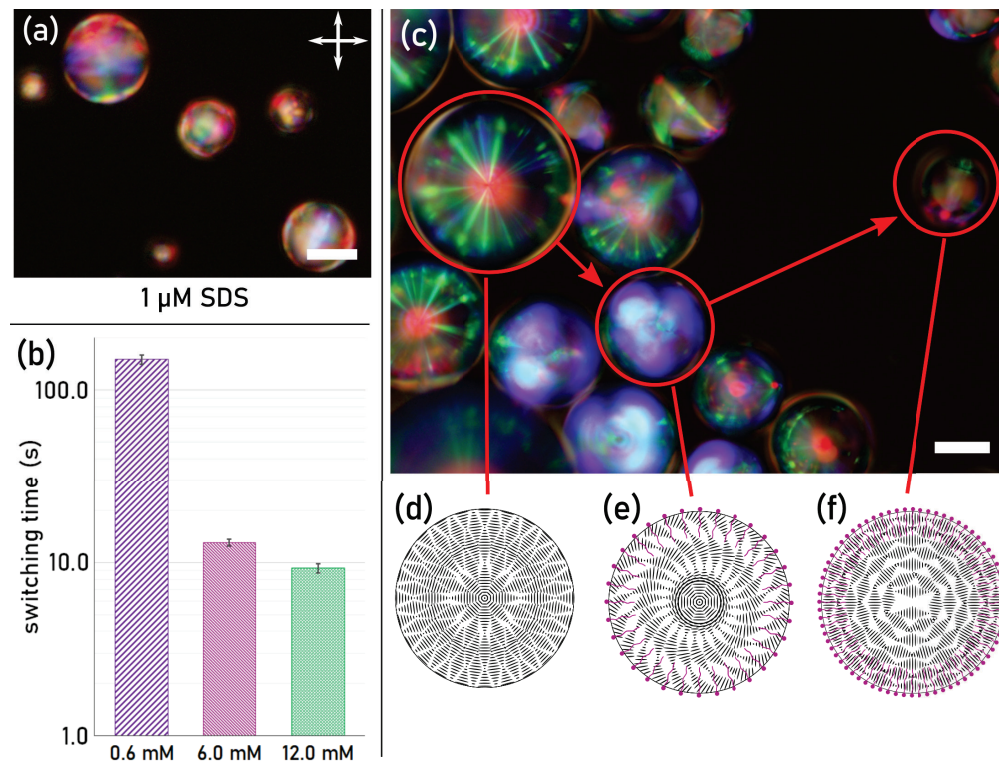 (a)
1 µM SDS
(b)
switching time (s)
100.0
10.0
1.0
0.6 mM
6.0 mM
12.0 mM
(c)
(d)
(e)
(f)